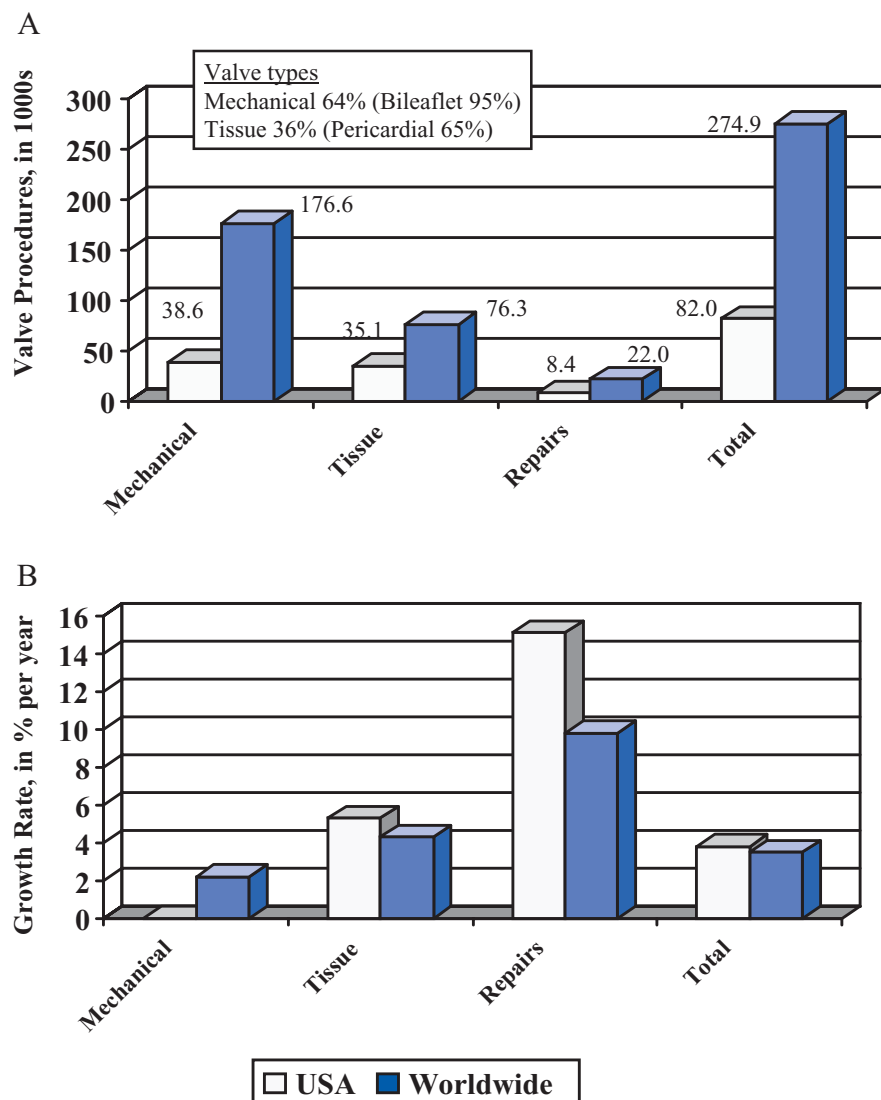 A
Valve types
Mechanical 64% (Bileaflet 95%)
Tissue 36% (Pericardial 65%)
Valve Procedures, in 1000s
300
250
200
150
100
50
0
38.6
176.6
35.1
76.3
8.4
22.0
82.0
274.9
Mechanical
Tissue
Repairs
Total
B
Growth Rate, in % per year
16
14
12
10
8
6
4
2
0
Mechanical
Tissue
Repairs
Total
USA Worldwide